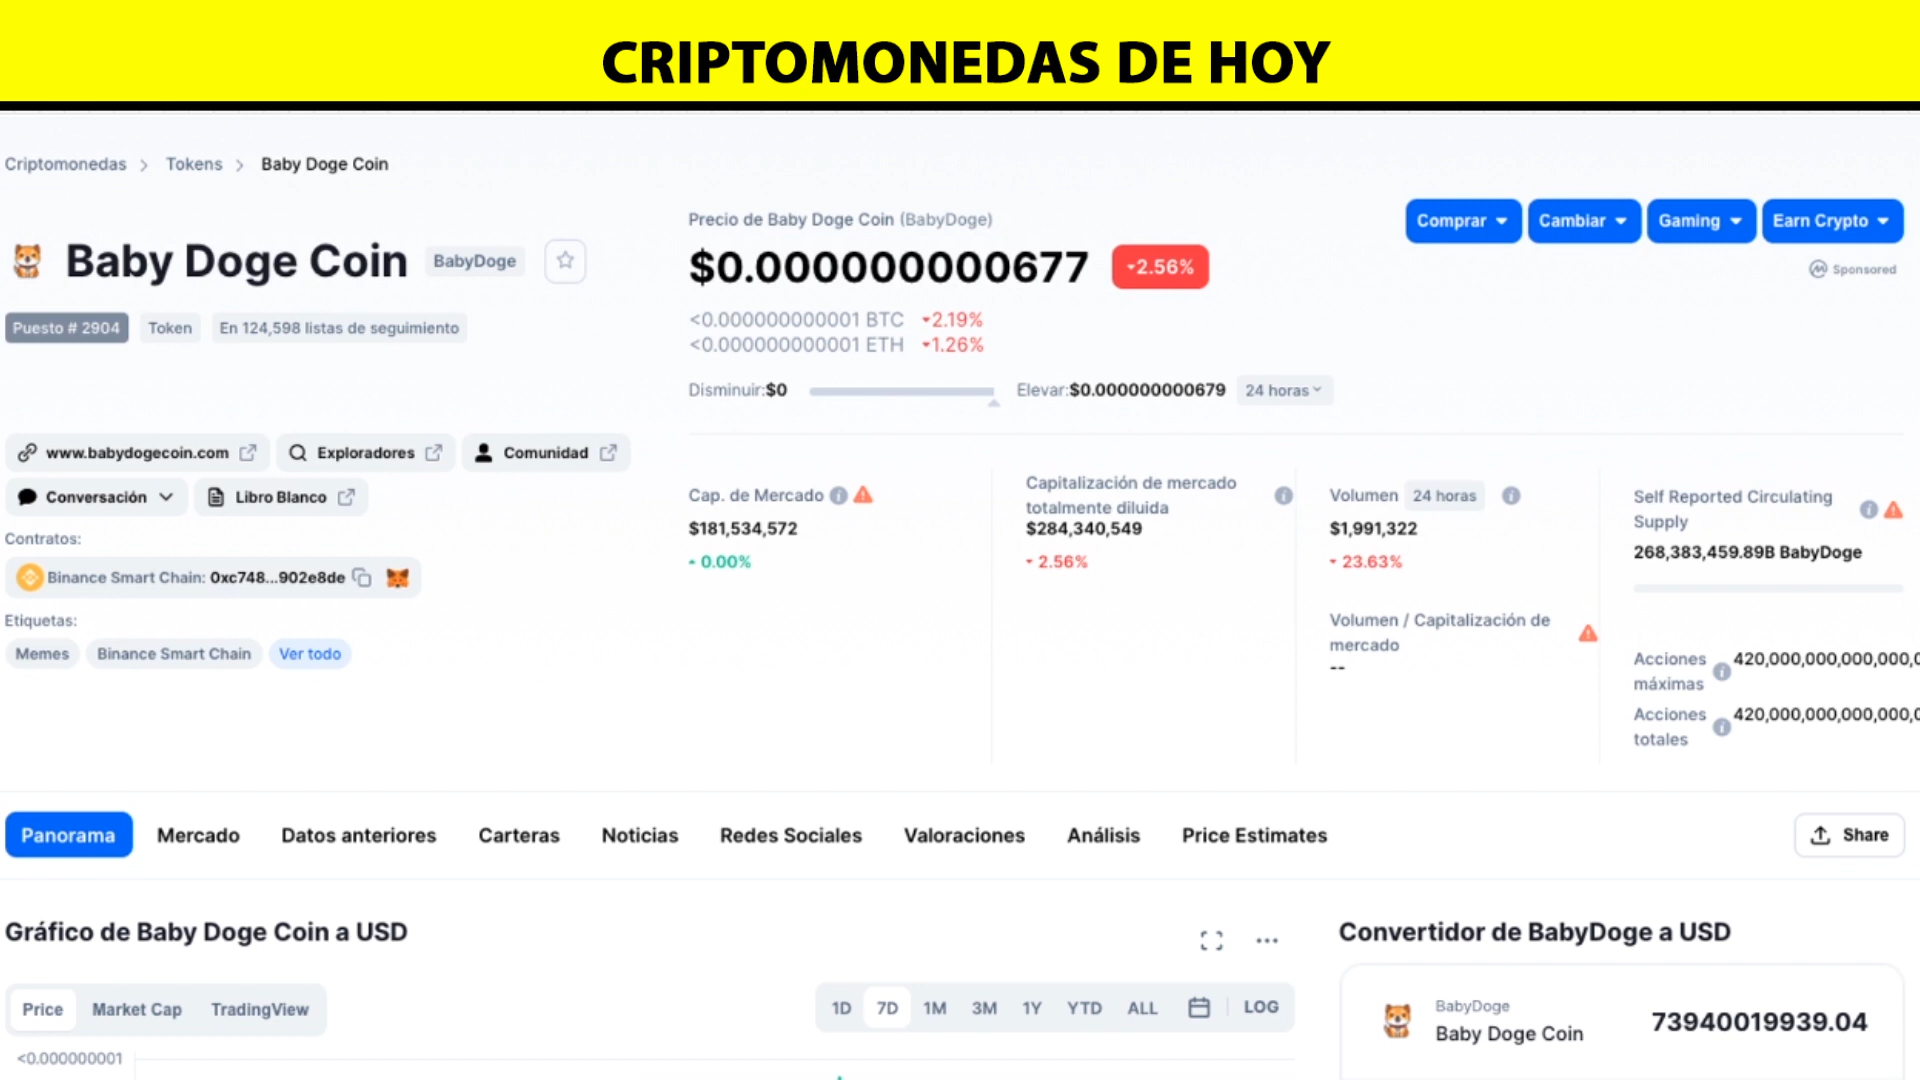 CRIPTOMONEDAS DE HOY
Criptomonedas > Tokens > Baby Doge Coin
Baby Doge Coin BabyDoge
Puesto # 2904 Token En 124,598 listas de seguimiento
www.babydogecoin.com Exploradores Comunidad
Conversación Libro Blanco
Contratos:
Binance Smart Chain: 0xc748...902e8de
Etiquetas:
Memes Binance Smart Chain Ver todo
Precio de Baby Doge Coin (BabyDoge)
$0.000000000677 2.56%
<0.000000000001 BTC 2.19%
<0.000000000001 ETH 1.26%
Disminuir:$0 Elevar:$0.000000000679 24 horas
Comprar Cambiar Gaming Earn Crypto
Sponsored
Cap. de Mercado
$181,534,572
0.00%
Capitalización de mercado
totalmente diluida
$284,340,549
2.56%
Volumen 24 horas
$1,991,322
23.63%
Volumen / Capitalización de
mercado
--
Self Reported Circulating
Supply
268,383,459.89B BabyDoge
Acciones 420,000,000,000,000,0
máximas
Acciones 420,000,000,000,000,0
totales
Panorama Mercado Datos anteriores Carteras Noticias Redes Sociales Valoraciones Análisis Price Estimates Share
Gráfico de Baby Doge Coin a USD
Price Market Cap TradingView 1D 7D 1M 3M 1Y YTD ALL LOG
<0.000000001
Convertidor de BabyDoge a USD
BabyDoge
Baby Doge Coin 73940019939.04